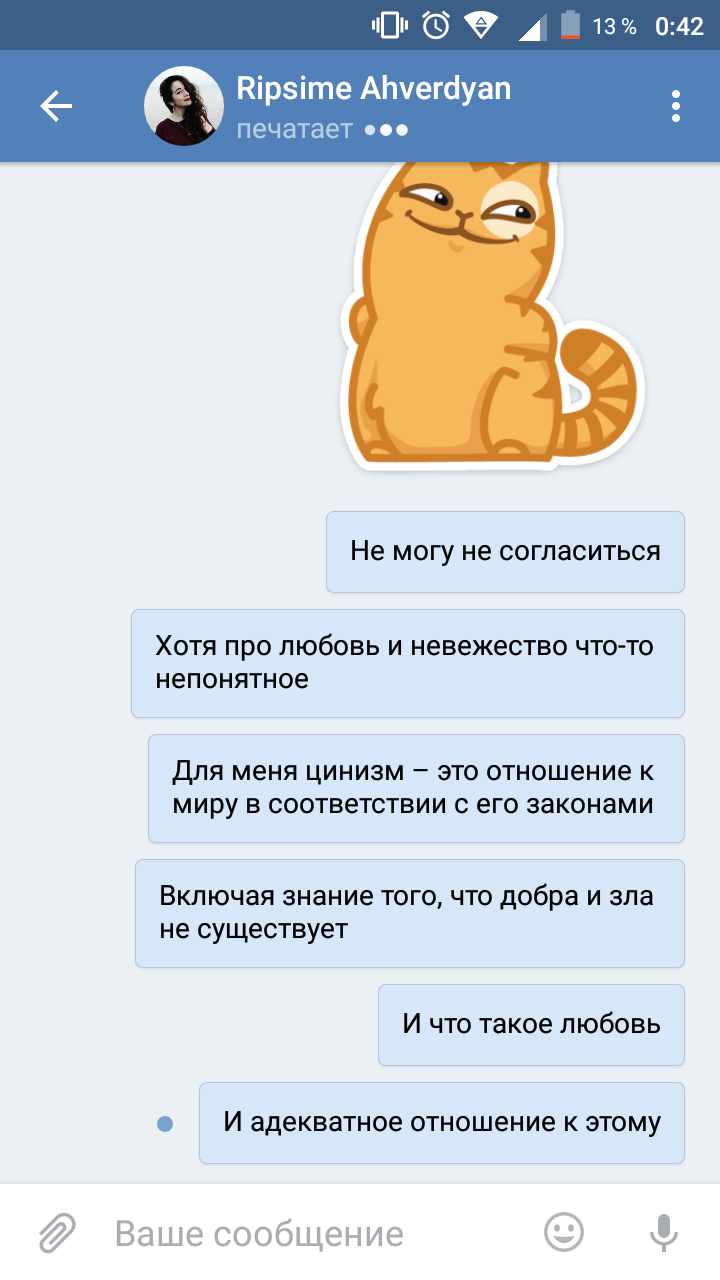 13 % 0:42
Ripsime Ahverdyan
печатает
Не могу не согласиться
Хотя про любовь и невежество что-то
непонятное
Для меня цинизм – это отношение к
миру в соответствии с его законами
Включая знание того, что добра и зла
не существует
И что такое любовь
И адекватное отношение к этому
Ваше сообщение